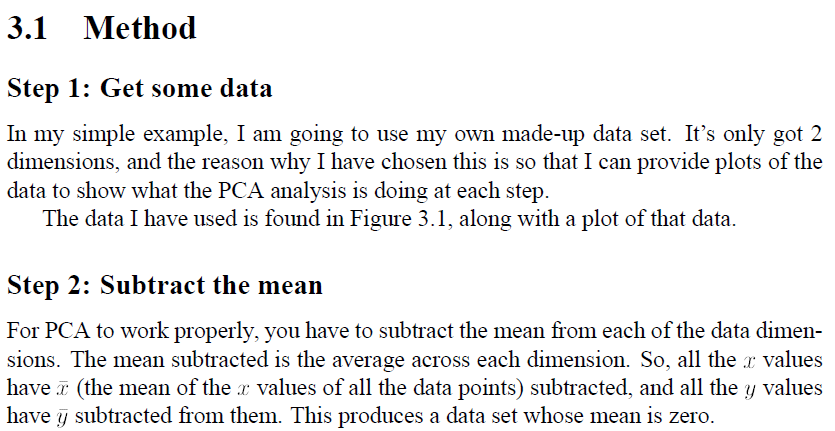 3.1 Method
Step 1: Get some data
In my simple example, I am going to use my own made-up data set. It's only got 2
dimensions, and the reason why I have chosen this is so that I can provide plots of the
data to show what the PCA analysis is doing at each step.
The data I have used is found in Figure 3.1, along with a plot of that data.
Step 2: Subtract the mean
For PCA to work properly, you have to subtract the mean from each of the data dimen-
sions. The mean subtracted is the average across each dimension. So, all the x values
have x̄ (the mean of the x values of all the data points) subtracted, and all the y values
have ȳ subtracted from them. This produces a data set whose mean is zero.